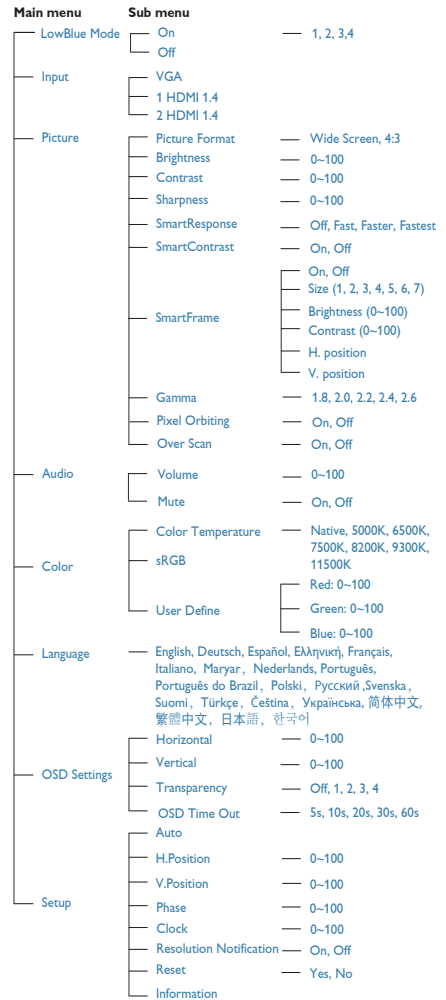 Main menu Sub menu
LowBlue Mode On 1, 2, 3,4
Off
Input VGA
1 HDMI 1.4
2 HDMI 1.4
Picture Picture Format Wide Screen, 4:3
Brightness 0~100
Contrast 0~100
Sharpness 0~100
SmartResponse Off, Fast, Faster, Fastest
SmartContrast On, Off
On, Off
Size (1, 2, 3, 4, 5, 6, 7)
SmartFrame Brightness (0~100)
Contrast (0~100)
H. position
V. position
Gamma 1.8, 2.0, 2.2, 2.4, 2.6
Pixel Orbiting On, Off
Over Scan On, Off
Audio Volume 0~100
Mute On, Off
Color Temperature Native, 5000K, 6500K,
7500K, 8200K, 9300K,
11500K
Color sRGB
Red: 0~100
User Define Green: 0~100
Blue: 0~100
Language English, Deutsch, Español, Ελληνική, Français,
Italiano, Maryar, Nederlands, Português,
Português do Brazil, Polski, Русский ,Svenska,
Suomi, Türkçe, Čeština, Українська, 简体中文,
繁體中文, 日本語, 한국어
Horizontal 0~100
Vertical 0~100
OSD Settings Transparency Off, 1, 2, 3, 4
OSD Time Out 5s, 10s, 20s, 30s, 60s
Auto
H.Position 0~100
V.Position 0~100
Setup Phase 0~100
Clock 0~100
Resolution Notification On, Off
Reset Yes, No
Information